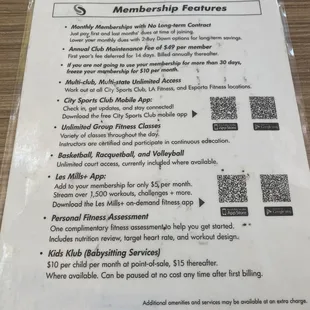 Membership Features
• Monthly Memberships with No Long-term Contract
Just pay first and last months' dues at time of joining.
Lower your monthly dues with 2-Buy Down options for long-term savings.
• Annual Club Maintenance Fee of $49 per member
First year's fee deferred for 14 days. Billed annually thereafter.
• If you are not going to use your membership for more than 30 days,
freeze your membership for $10 per month.
• Multi-club, Multi-state Unlimited Access
Work out at all City Sports Club, LA Fitness, and Esporta Fitness locations.
• City Sports Club Mobile App:
Check in, get updates, and stay connected!
Download the free City Sports Club mobile app
App Store
Google Play
• Unlimited Group Fitness Classes
Variety of classes throughout the day.
Instructors are certified and participate in continuous education.
• Basketball, Racquetball, and Volleyball
Unlimited court access, currently included where available.
• Les Mills+ App:
Add to your membership for only $5 per month.
Stream over 1,500 workouts, challenges + more.
Download the Les Mills+ on-demand fitness app
App Store
Google Play
• Personal Fitness Assessment
One complimentary fitness assessment to help you get started.
Includes nutrition review, target heart rate, and workout design.
• Kids Klub (Babysitting Services)
$10 per child per month at point-of-sale, $15 thereafter.
Where available. Can be paused at no cost any time after first billing.
Additional amenities and services may be available at an extra charge.